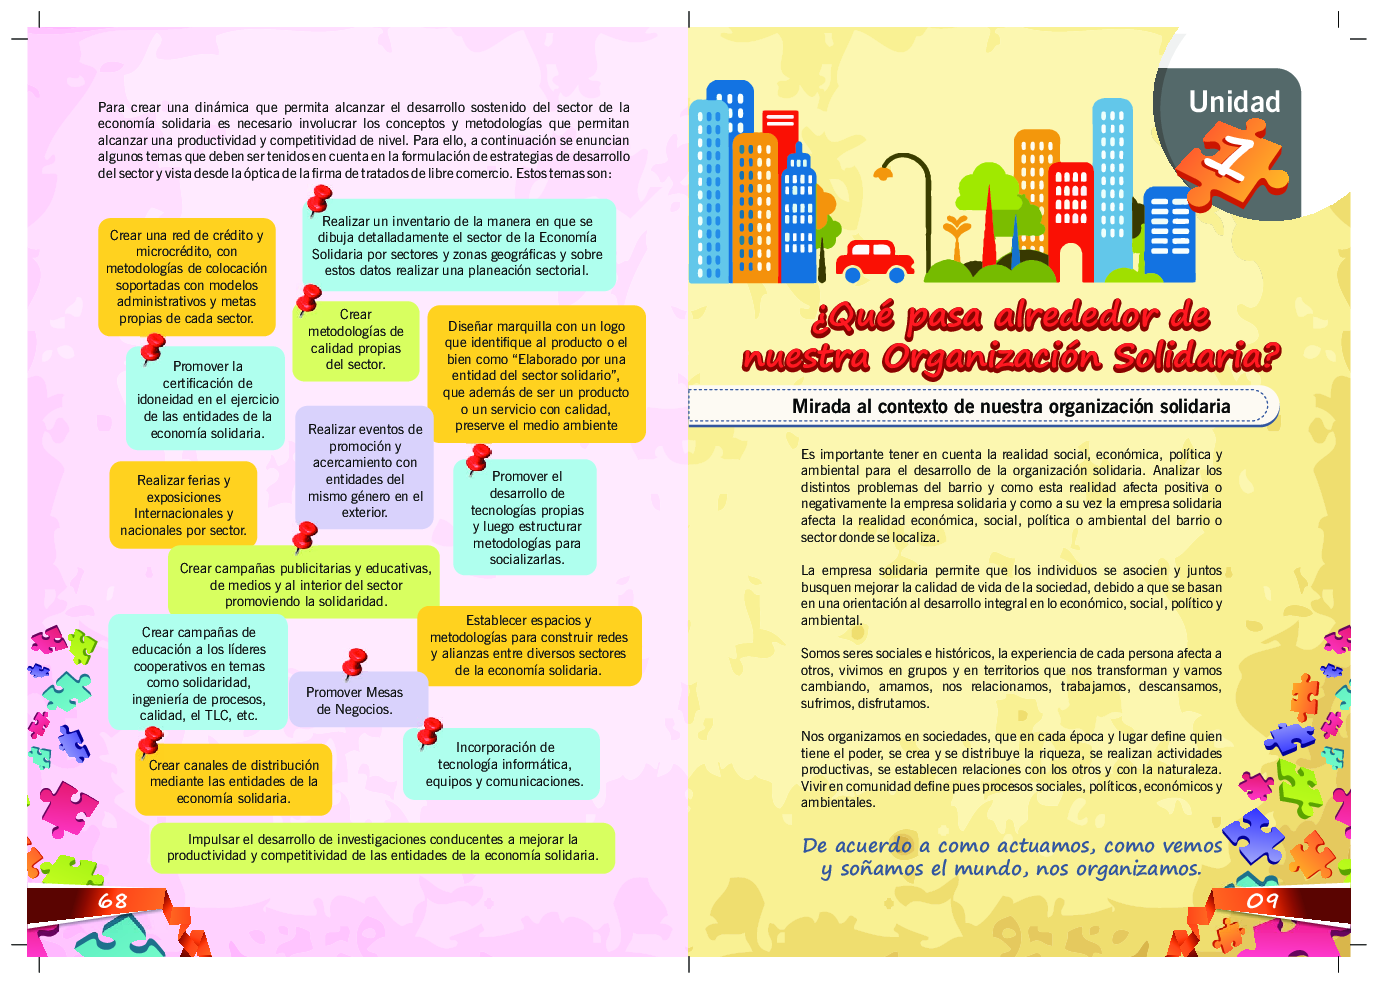 Para crear una dinámica que permita alcanzar el desarrollo sostenido del sector de la
economía solidaria es necesario involucrar los conceptos y metodologías que permitan
alcanzar una productividad y competitividad de nivel. Para ello, a continuación se enuncian
algunos temas que deben ser tenidos en cuenta en la formulación de estrategias de desarrollo
del sector y vista desde la óptica de la firma de tratados de libre comercio. Estos temas son:
Crear una red de crédito y
microcrédito, con
metodologías de colocación
soportadas con modelos
administrativos y metas
propias de cada sector.
Realizar un inventario de la manera en que se
dibuja detalladamente el sector de la Economía
Solidaria por sectores y zonas geográficas y sobre
estos datos realizar una planeación sectorial.
Crear
metodologías de
calidad propias
del sector.
Diseñar marquilla con un logo
que identifique al producto o el
bien como “Elaborado por una
entidad del sector solidario”,
que además de ser un producto
o un servicio con calidad,
preserve el medio ambiente
Promover la
certificación de
idoneidad en el ejercicio
de las entidades de la
economía solidaria.
Realizar eventos de
promoción y
acercamiento con
entidades del
mismo género en el
exterior.
Realizar ferias y
exposiciones
Internacionales y
nacionales por sector.
Promover el
desarrollo de
tecnologías propias
y luego estructurar
metodologías para
socializarlas.
Crear campañas publicitarias y educativas,
de medios y al interior del sector
promoviendo la solidaridad.
Establecer espacios y
metodologías para construir redes
y alianzas entre diversos sectores
de la economía solidaria.
Crear campañas de
educación a los líderes
cooperativos en temas
como solidaridad,
ingeniería de procesos,
calidad, el TLC, etc.
Promover Mesas
de Negocios.
Crear canales de distribución
mediante las entidades de la
economía solidaria.
Incorporación de
tecnología informática,
equipos y comunicaciones.
Impulsar el desarrollo de investigaciones conducentes a mejorar la
productividad y competitividad de las entidades de la economía solidaria.
68
Unidad
1
¿Qué pasa alrededor de
nuestra Organización Solidaria?
Mirada al contexto de nuestra organización solidaria
Es importante tener en cuenta la realidad social, económica, política y
ambiental para el desarrollo de la organización solidaria. Analizar los
distintos problemas del barrio y como esta realidad afecta positiva o
negativamente la empresa solidaria y como a su vez la empresa solidaria
afecta la realidad económica, social, política o ambiental del barrio o
sector donde se localiza.
La empresa solidaria permite que los individuos se asocien y juntos
busquen mejorar la calidad de vida de la sociedad, debido a que se basan
en una orientación al desarrollo integral en lo económico, social, político y
ambiental.
Somos seres sociales e históricos, la experiencia de cada persona afecta a
otros, vivimos en grupos y en territorios que nos transforman y vamos
cambiando, amamos, nos relacionamos, trabajamos, descansamos,
sufrimos, disfrutamos.
Nos organizamos en sociedades, que en cada época y lugar define quien
tiene el poder, se crea y se distribuye la riqueza, se realizan actividades
productivas, se establecen relaciones con los otros y con la naturaleza.
Vivir en comunidad define pues procesos sociales, políticos, económicos y
ambientales.
De acuerdo a como actuamos, como vemos
y soñamos el mundo, nos organizamos.
09